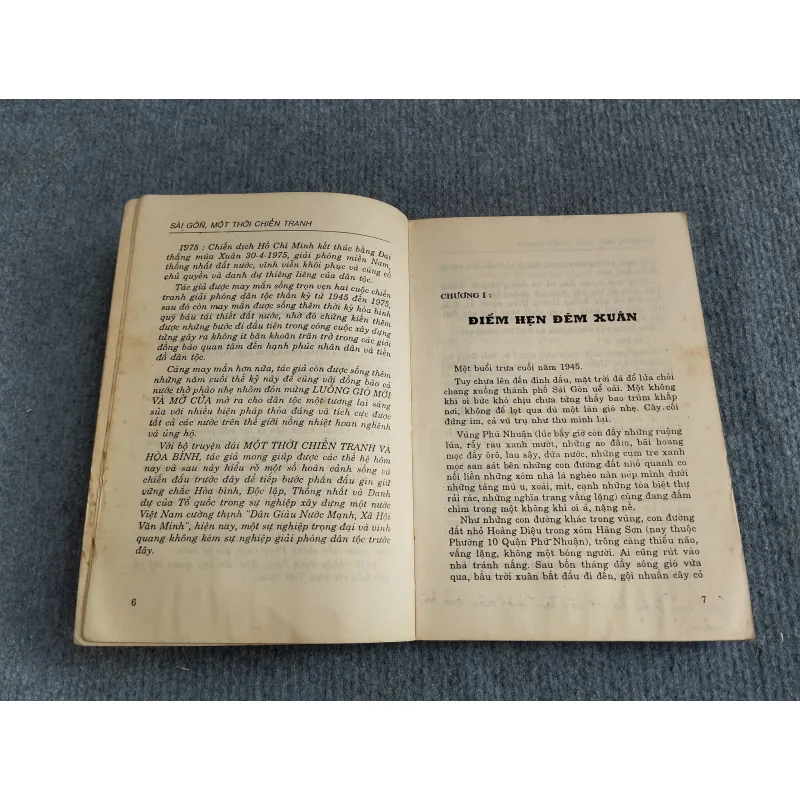 SÀI GÒN, MỘT THỜI CHIẾN TRANH
1975 : Chiến dịch Hồ Chí Minh kết thúc bằng Đại
thắng mùa Xuân 30-4-1975, giải phóng miền Nam,
thống nhất đất nước, vĩnh viễn khôi phục và củng cố
chủ quyền và danh dự thiêng liêng của dân tộc.
Tác giả được may mắn sống trọn vẹn hai cuộc chiến
tranh giải phóng dân tộc thần kỳ từ 1945 đến 1975,
sau đó còn may mắn được sống thêm thời kỳ hòa bình
quý báu tái thiết đất nước, nhờ đó chứng kiến thêm
được những bước đi đầu tiên trong công cuộc xây dựng
từng gây ra không ít băn khoăn trăn trở trong các giới
đồng bào quan tâm đến hạnh phúc nhân dân và tiền
đồ dân tộc.
Càng may mắn hơn nữa, tác giả còn được sống thêm
những năm cuối thế kỷ này để cùng với đồng bào cả
nước thở phào nhẹ nhõm đón mừng LUỒNG GIÓ MỚI
VÀ MỞ CỬA mở ra cho dân tộc một tương lai sáng
sủa với nhiều biện pháp thỏa đáng và tích cực được
tất cả các nước trên thế giới nồng nhiệt hoan nghênh
và ủng hộ.
Với bộ truyện dài MỘT THỜI CHIẾN TRANH VÀ
HÒA BÌNH, tác giả mong giúp được các thế hệ hôm
nay và sau này hiểu rõ một số hoàn cảnh sống và
chiến đấu trước đây để tiếp bước phấn đấu gìn giữ
vững chắc Hòa bình, Độc lập, Thống nhất và Danh
dự của Tổ quốc trong sự nghiệp xây dựng một nước
Việt Nam cường thịnh "Dân Giàu Nước Mạnh, Xã Hội
Văn Minh", hiện nay, một sự nghiệp trọng đại và vinh
quang không kém sự nghiệp giải phóng dân tộc trước
đây.
6
CHƯƠNG I :
ĐIỂM HẸN ĐÊM XUÂN
Một buổi trưa cuối năm 1945.
Tuy chưa lên đến đỉnh đầu, mặt trời đã đổ lửa chói
chang xuống thành phố Sài Gòn uể oải. Một không
khí oi bức khó chịu chưa từng thấy bao trùm khắp
nơi, không để lọt qua dù một làn gió nhẹ. Cây cối
đứng im, cả vũ trụ như thu mình lại.
Vùng Phú Nhuận (lúc bấy giờ còn đầy những ruộng
lúa, rẫy rau xanh mướt, những ao đầm, bãi hoang
mọc đầy ôrô, lau sậy, dừa nước, những cụm tre xanh
mọc san sát bên những con đường đất nhỏ quanh co
nối liền những xóm nhà lá nghèo nàn nép mình dưới
những tàng mù u, xoài, mít, cạnh những tòa biệt thự
rải rác, những nghĩa trang vắng lặng) cũng đang đắm
chìm trong một không khí oi ả, nặng nề.
Như những con đường khác trong vùng, con đường
đất nhỏ Hoàng Diệu trong xóm Hăng Sơn (nay thuộc
Phường 10 Quận Phú Nhuận), trông càng thiểu não,
vắng lặng, không một bóng người. Ai cũng rút vào
nhà tránh nắng. Sau bốn tháng đầy sóng gió vừa
qua, bầu trời xuân bắt đầu đi đến, gội nhuần cây cỏ
7